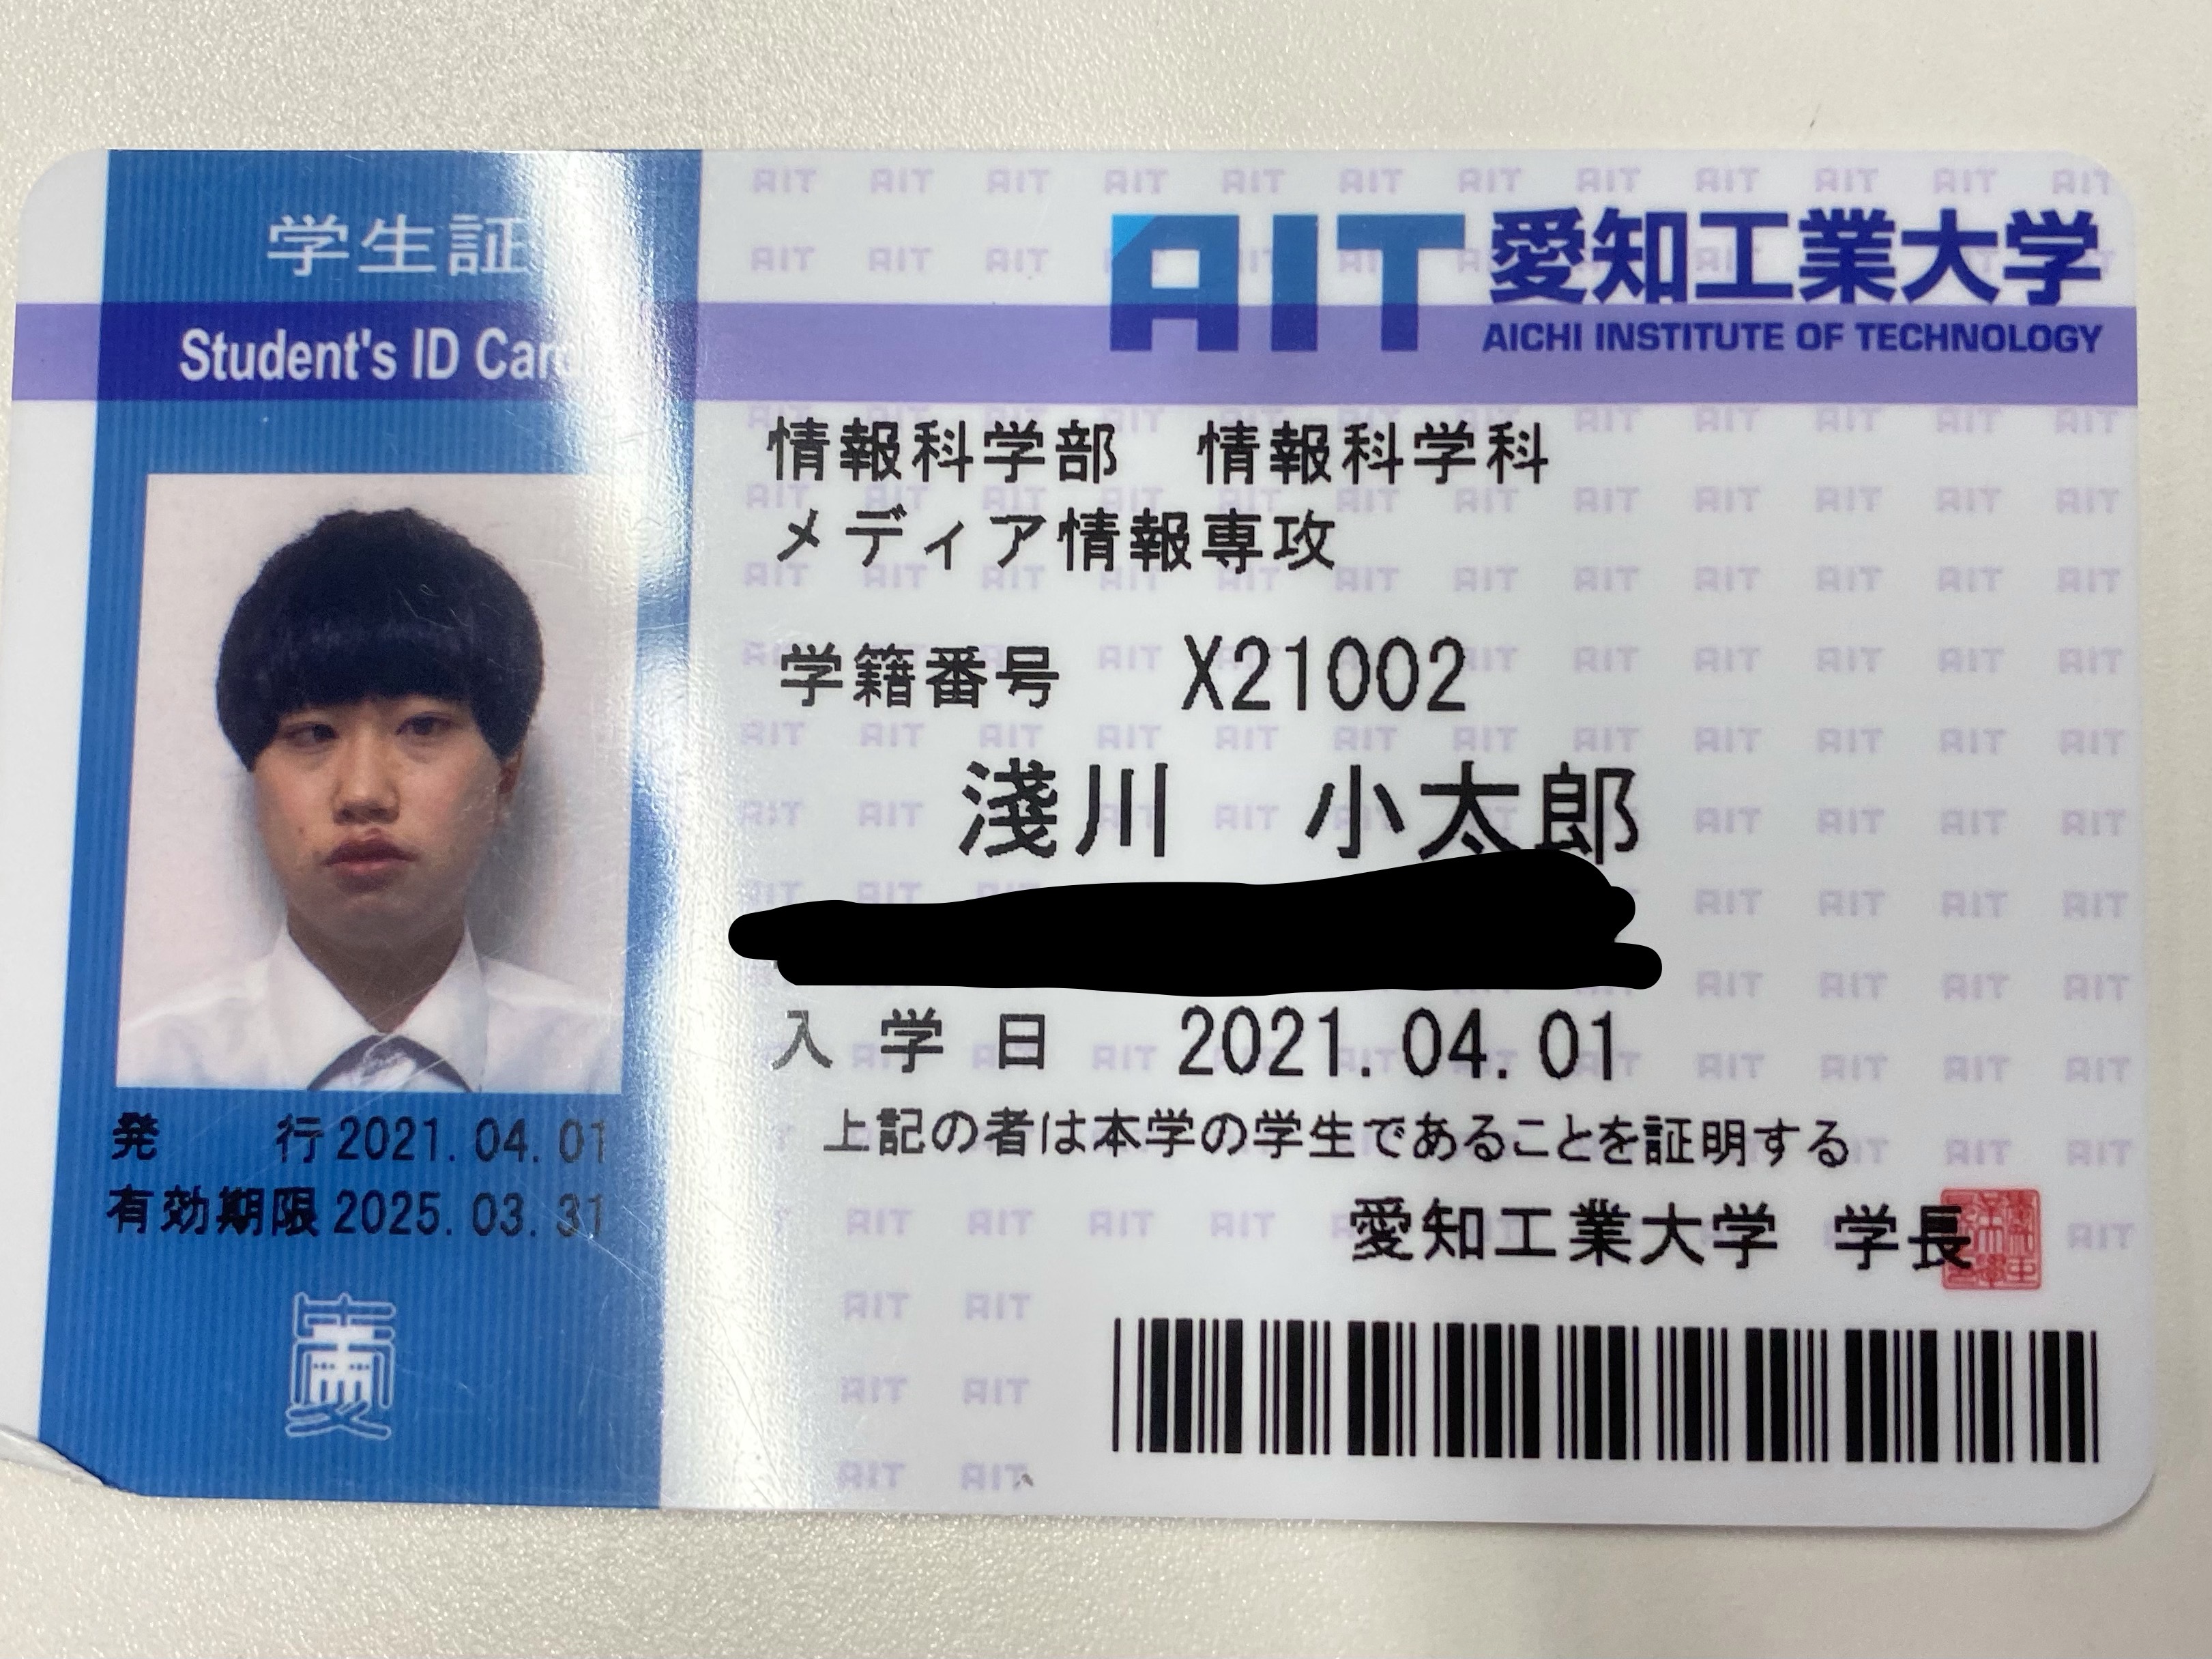 学生証
Student's ID Card
AIT 愛知工業大学
AICHI INSTITUTE OF TECHNOLOGY
情報科学部 情報科学科
メディア情報専攻
学籍番号 X21002
淺川 小太郎
入学日 2021.04.01
上記の者は本学の学生であることを証明する
愛知工業大学 学長
発 行 2021.04.01
有効期限 2025.03.31